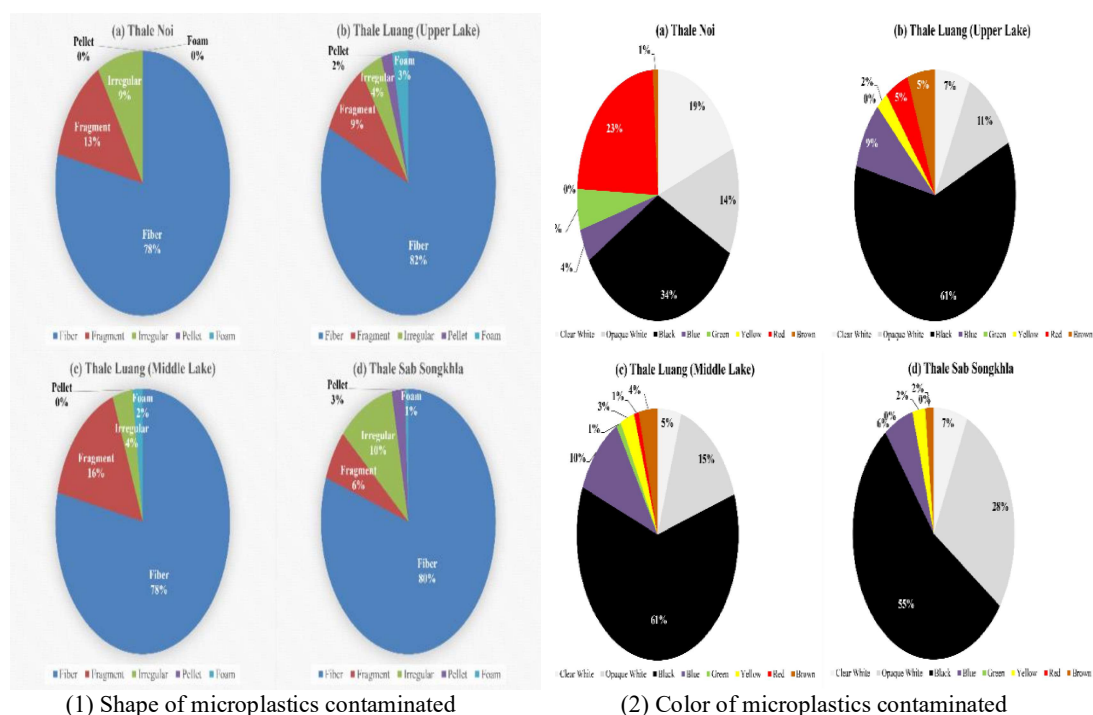 (a) Thale Noi
Pellet
0%
Foam
0%
Irregular
9%
Fragment
13%
Fiber
78%
Fiber Fragment Irregular Pellet Foam
(b) Thale Luang (Upper Lake)
Pellet
2%
Foam
3%
Irregular
4%
Fragment
9%
Fiber
82%
Fiber Fragment Irregular Pellet Foam
(c) Thale Luang (Middle Lake)
Pellet
0%
Foam
2%
Irregular
4%
Fragment
16%
Fiber
78%
Fiber Fragment Irregular Pellet Foam
(d) Thale Sab Songkhla
Pellet
3%
Foam
1%
Irregular
10%
Fragment
6%
Fiber
80%
Fiber Fragment Irregular Pellet Foam
(1) Shape of microplastics contaminated
(a) Thale Noi
1%
19%
23%
0%
14%
%
4%
34%
Clear White Opaque White Black Blue Green Yellow Red Brown
(b) Thale Luang (Upper Lake)
2%
0%
5%
5%
7%
11%
9%
61%
Clear White Opaque White Black Blue Green Yellow Red Brown
(c) Thale Luang (Middle Lake)
1%
4%
3%
5%
1%
15%
10%
61%
Clear White Opaque White Black Blue Green Yellow Red Brown
(d) Thale Sab Songkhla
2%
0%
2%
0%
6%
7%
28%
55%
Clear White Opaque White Black Blue Green Yellow Red Brown
(2) Color of microplastics contaminated